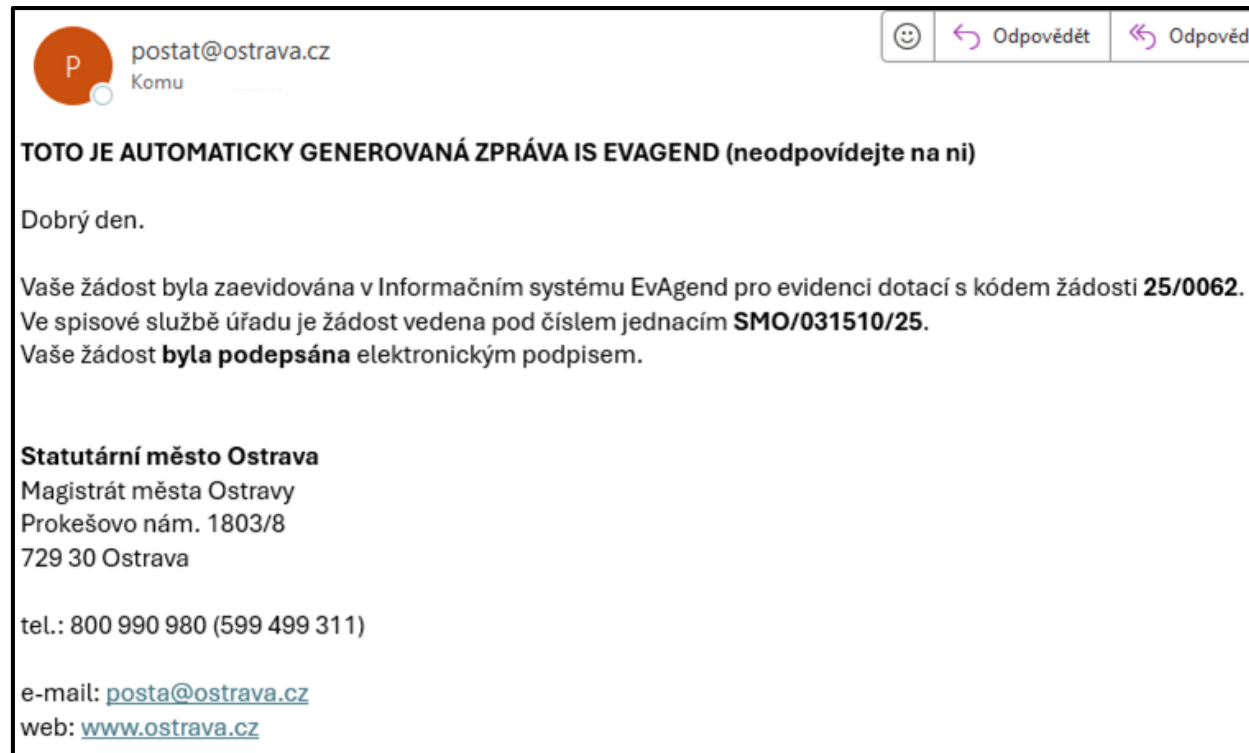 P
postat@ostrava.cz
Komu
Odpovědět
Odpověd
TOTO JE AUTOMATICKY GENEROVANÁ ZPRÁVA IS EVAGEND (neodpovídejte na ni)
Dobrý den.
Vaše žádost byla zaevidována v Informačním systému EvAgend pro evidenci dotací s kódem žádosti 25/0062.
Ve spisové službě úřadu je žádost vedena pod číslem jednacím SMO/031510/25.
Vaše žádost byla podepsána elektronickým podpisem.
Statutární město Ostrava
Magistrát města Ostravy
Prokešovo nám. 1803/8
729 30 Ostrava
tel.: 800 990 980 (599 499 311)
e-mail: posta@ostrava.cz
web: www.ostrava.cz